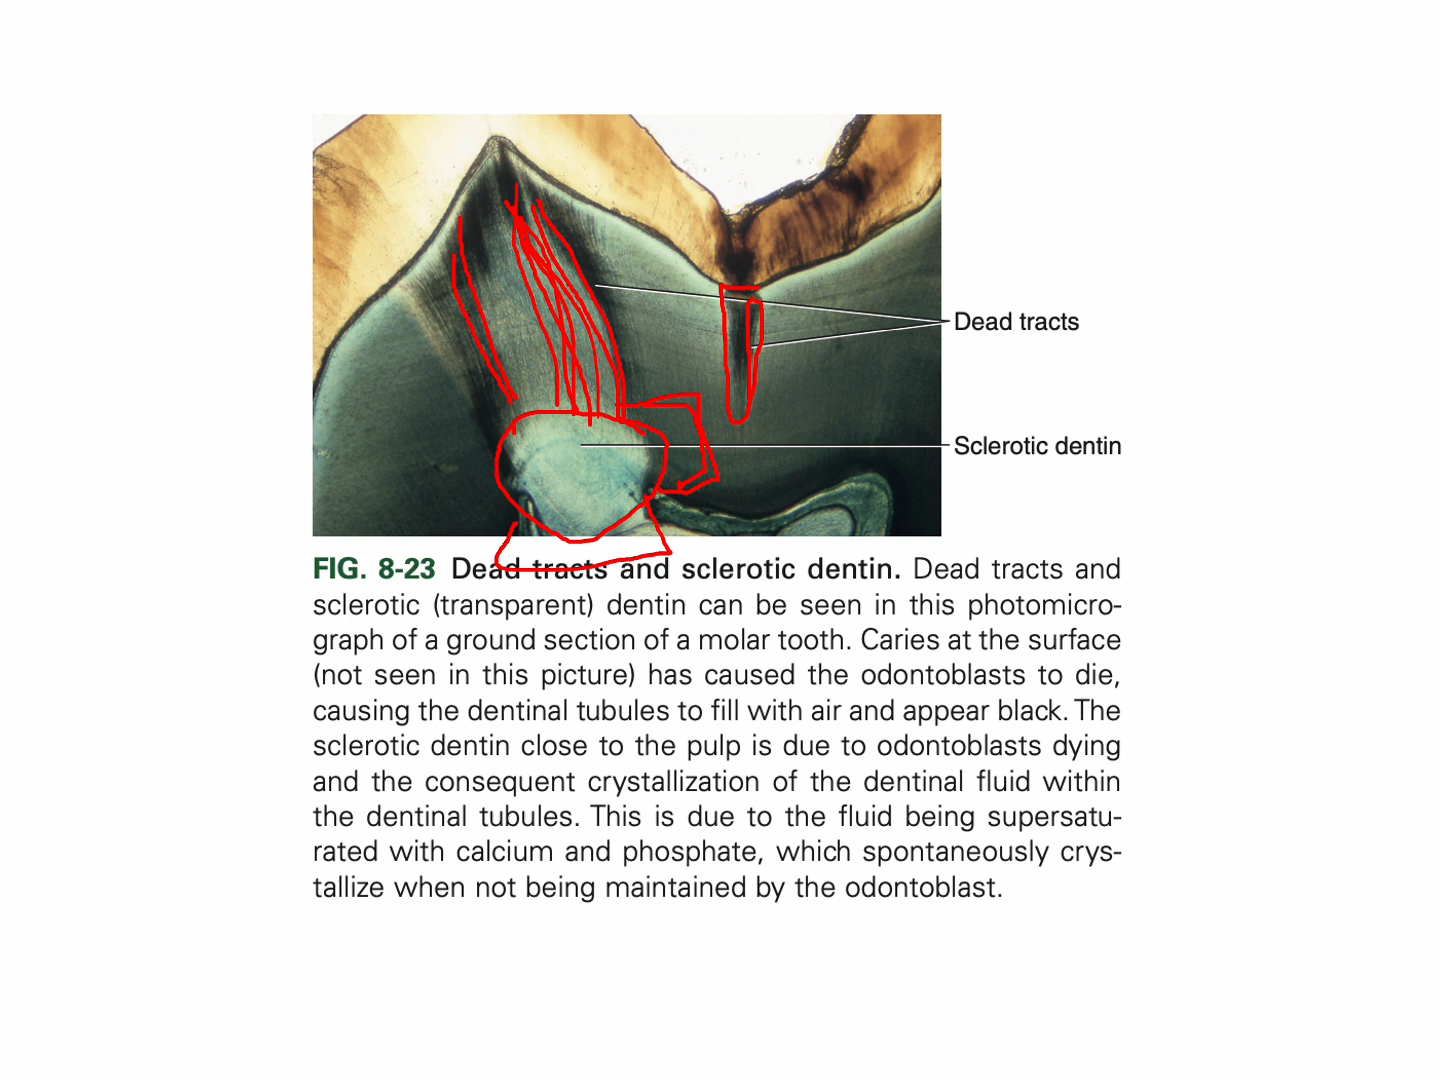 Dead tracts
Sclerotic dentin
FIG. 8-23 Dead tracts and sclerotic dentin. Dead tracts and
sclerotic (transparent) dentin can be seen in this photomicro-
graph of a ground section of a molar tooth. Caries at the surface
(not seen in this picture) has caused the odontoblasts to die,
causing the dentinal tubules to fill with air and appear black. The
sclerotic dentin close to the pulp is due to odontoblasts dying
and the consequent crystallization of the dentinal fluid within
the dentinal tubules. This is due to the fluid being supersatu-
rated with calcium and phosphate, which spontaneously crys-
tallize when not being maintained by the odontoblast.